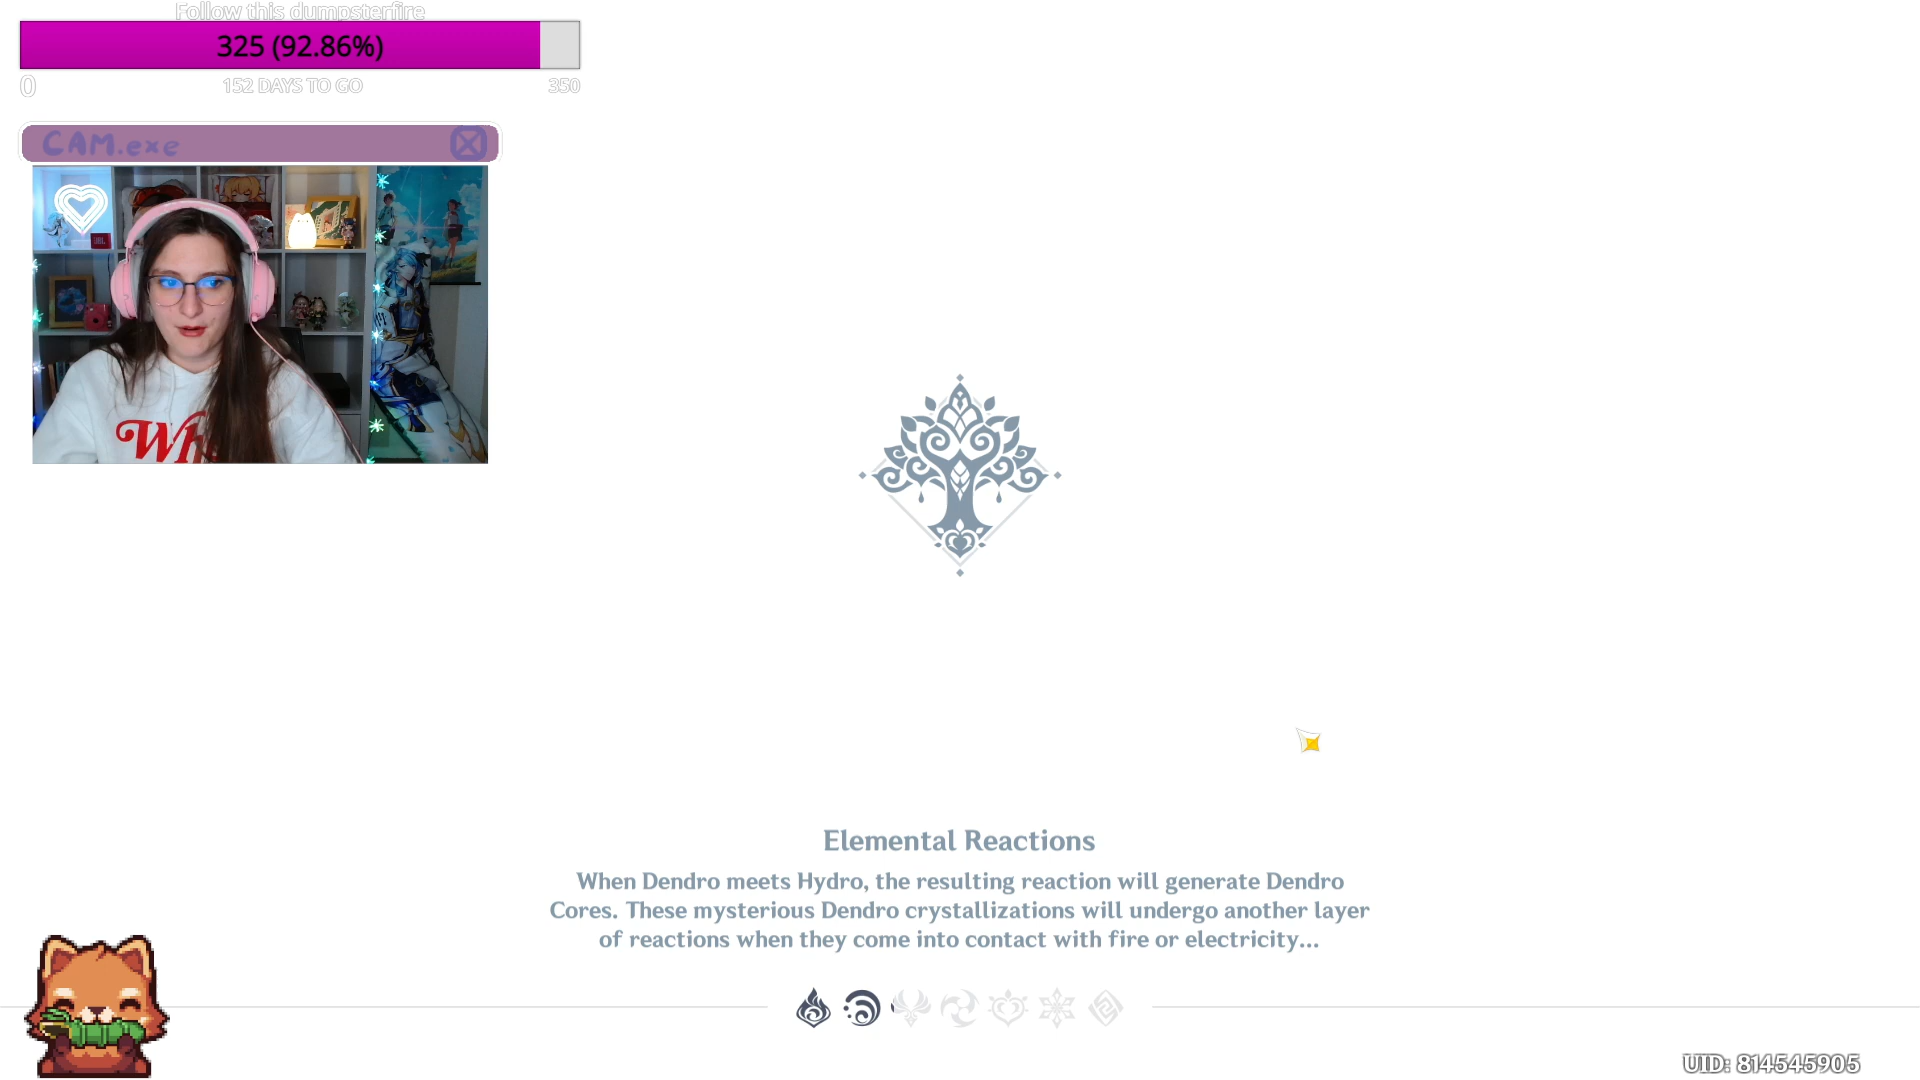 Follow this dumpsterfire
325 (92.86%)
0 152 DAYS TO GO 350
CAM.exe
Wh
Elemental Reactions
When Dendro meets Hydro, the resulting reaction will generate Dendro
Cores. These mysterious Dendro crystallizations will undergo another layer
of reactions when they come into contact with fire or electricity...
UID: 814545905